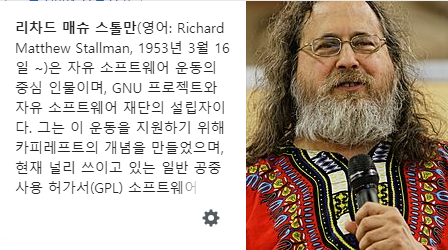 리차드 매슈 스톨만(영어: Richard
Matthew Stallman, 1953년 3월 16
일 ~)은 자유 소프트웨어 운동의
중심 인물이며, GNU 프로젝트와
자유 소프트웨어 재단의 설립자이
다. 그는 이 운동을 지원하기 위해
카피레프트의 개념을 만들었으며,
현재 널리 쓰이고 있는 일반 공중
사용 허가서(GPL) 소프트웨어